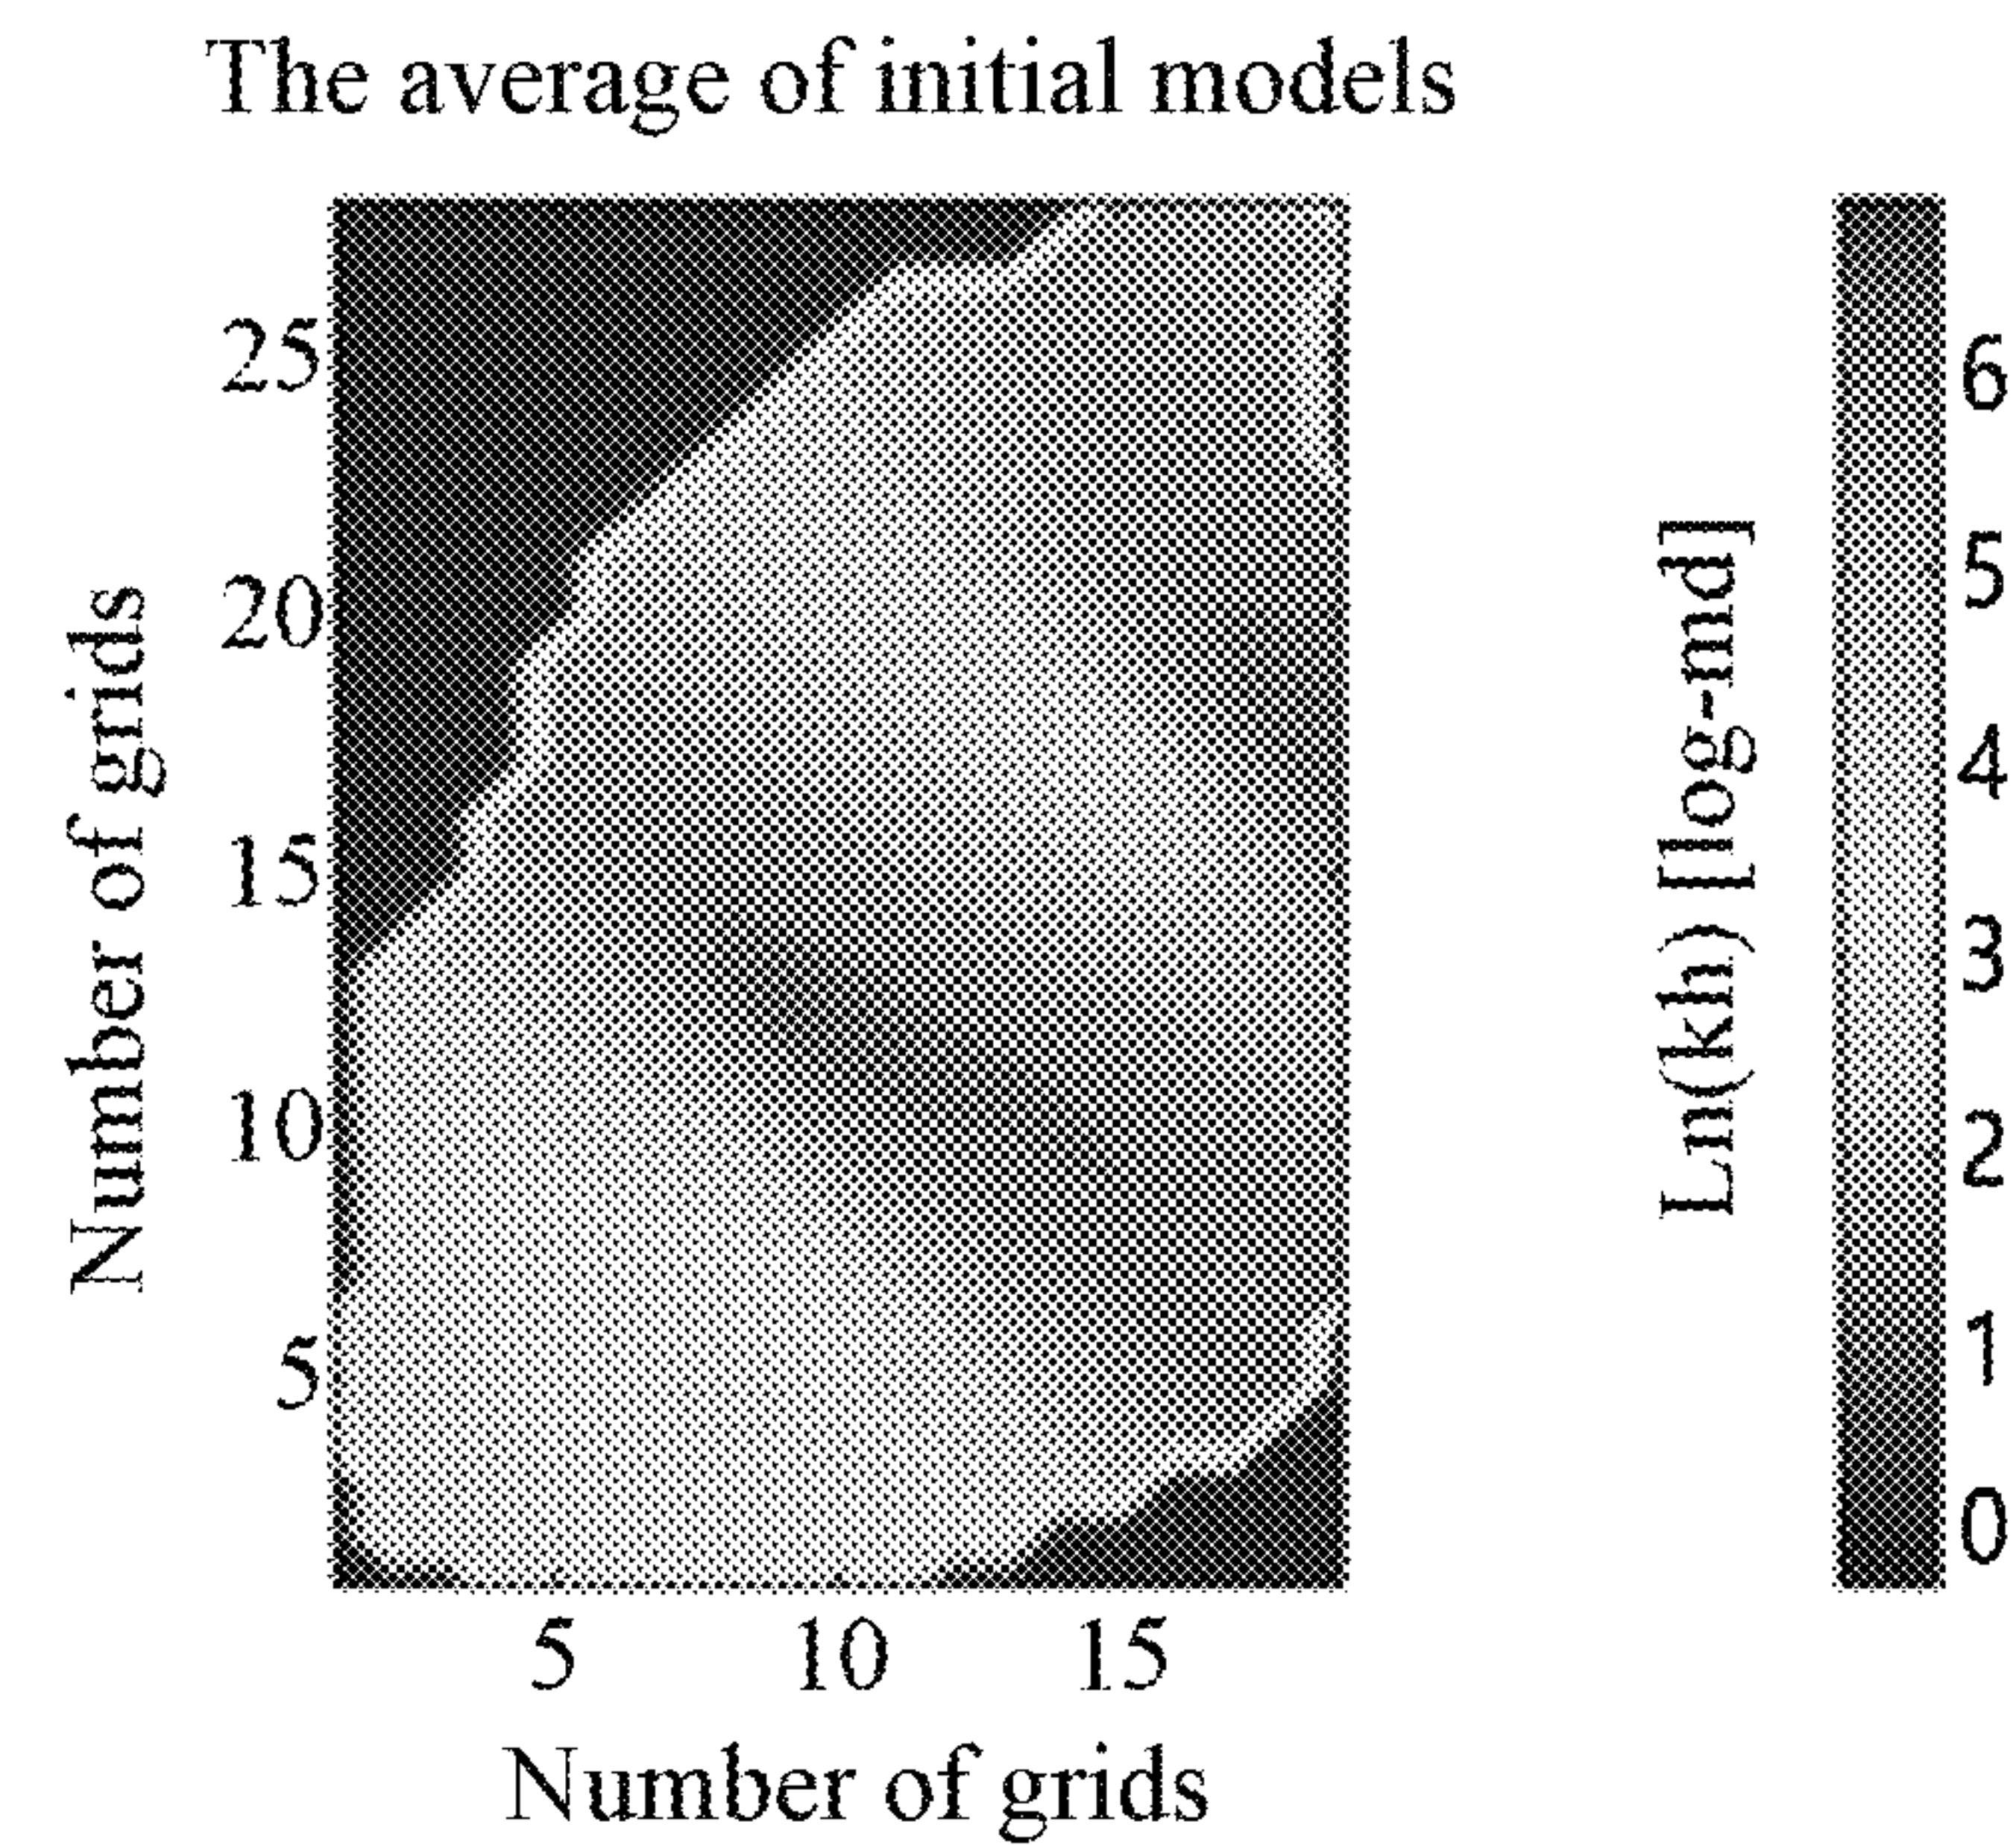 The average of initial models
Number of grids
25
20
15
10
5
5 10 15
Number of grids
Ln(kh) [log-md]
6
5
4
3
2
1
0